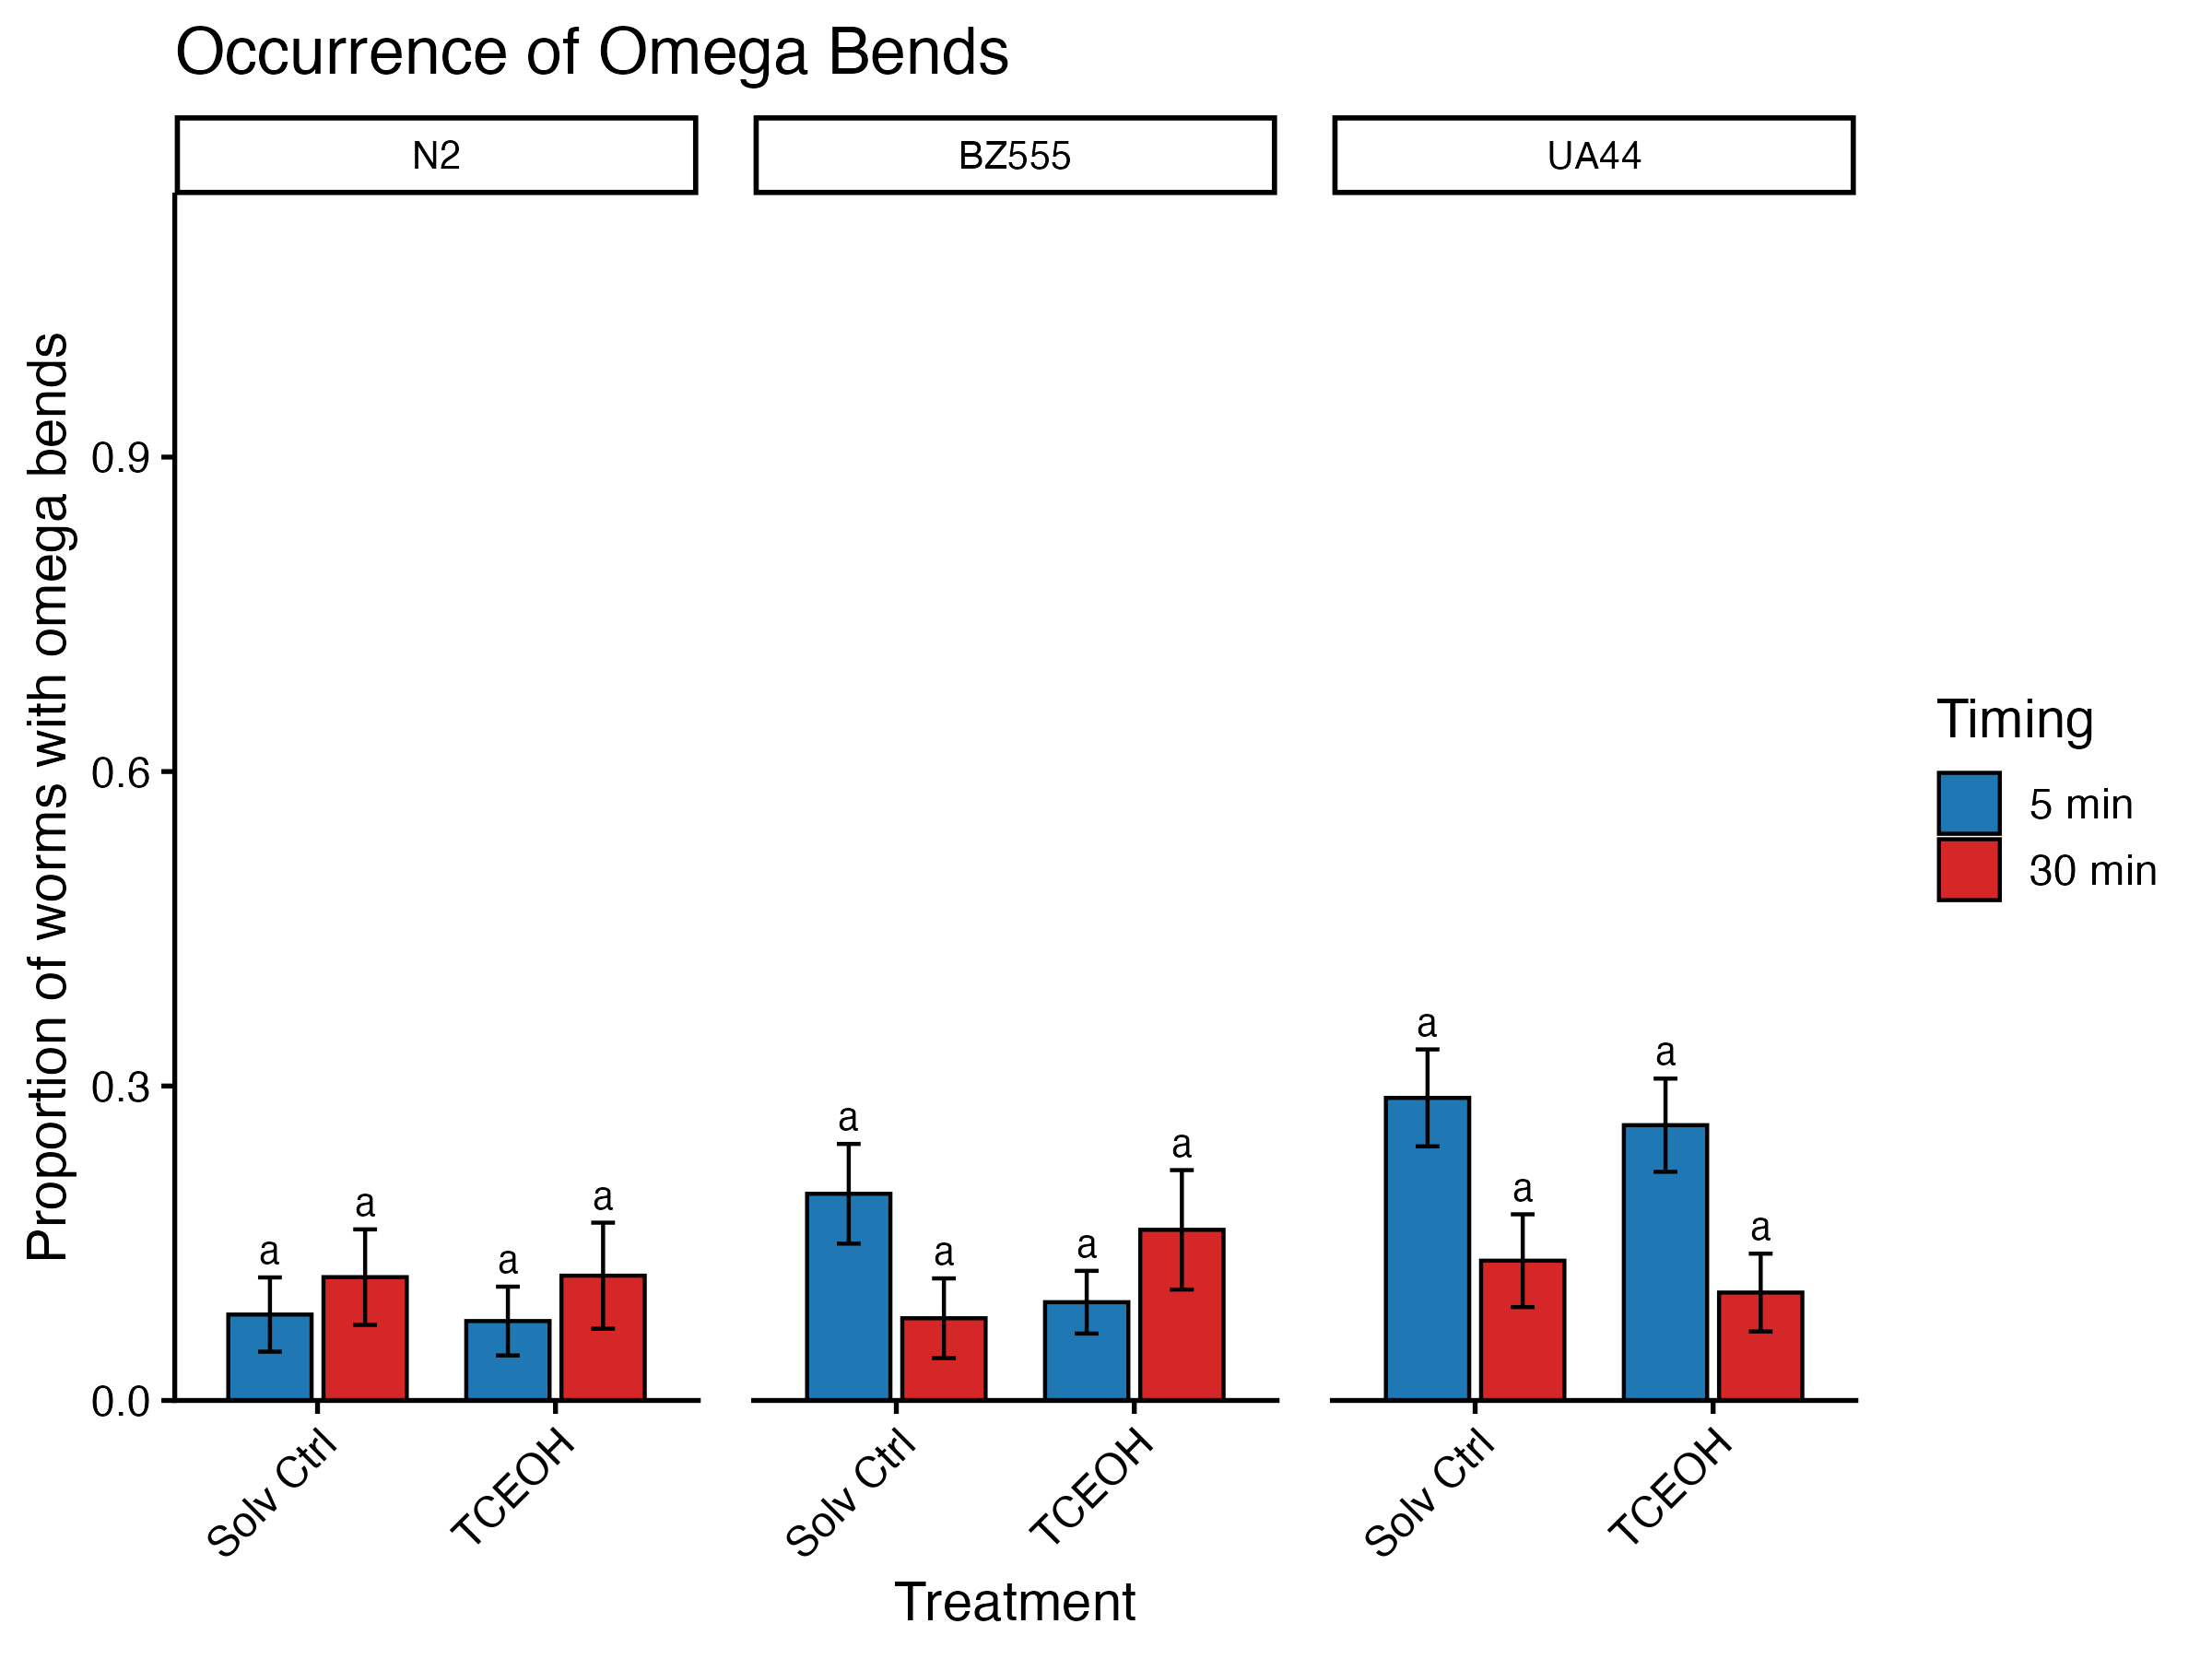 Occurrence of Omega Bends
N2
BZ555
UA44
Proportion of worms with omega bends
0.9
0.6
0.3
0.0
a
a
a
a
a
a
a
a
a
a
a
a
Solv Ctrl
TCEOH
Solv Ctrl
TCEOH
Solv Ctrl
TCEOH
Treatment
Timing
5 min
30 min